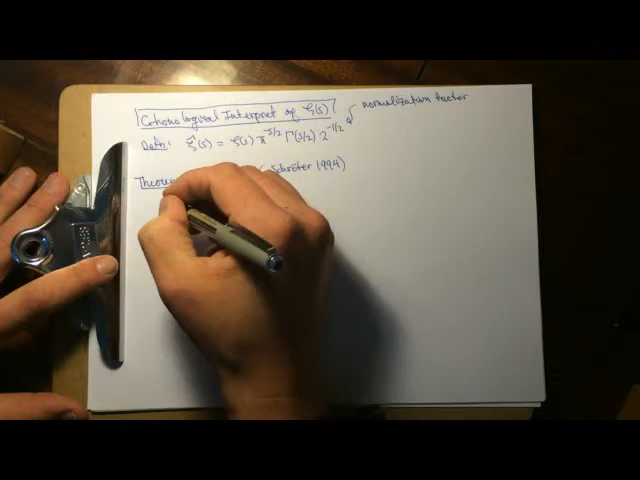 Cohomological Interpret of ζ(s) ∫ normalization factor
Defn: ζ̂(s) = ζ(s) π^{-s/2} Γ(s/2) 2^{-1/2}
Theorem Schröter 1994)